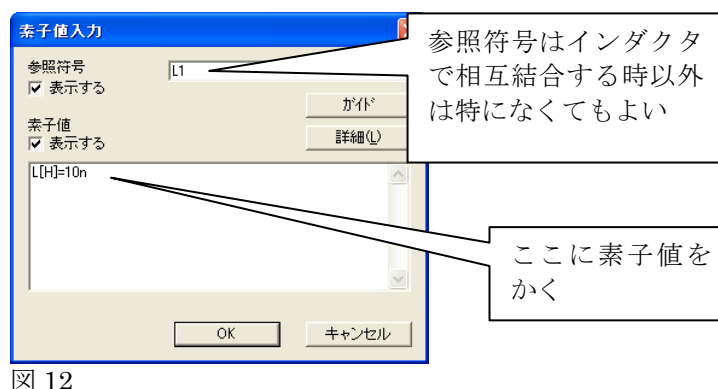 素子値入力
参照符号
表示する
L1
ガイド
素子値
表示する
詳細(L)
L[H]=10n
OK
キャンセル
参照符号はインダクタ
で相互結合する時以外
は特になくてもよい
ここに素子値を
かく
図 12